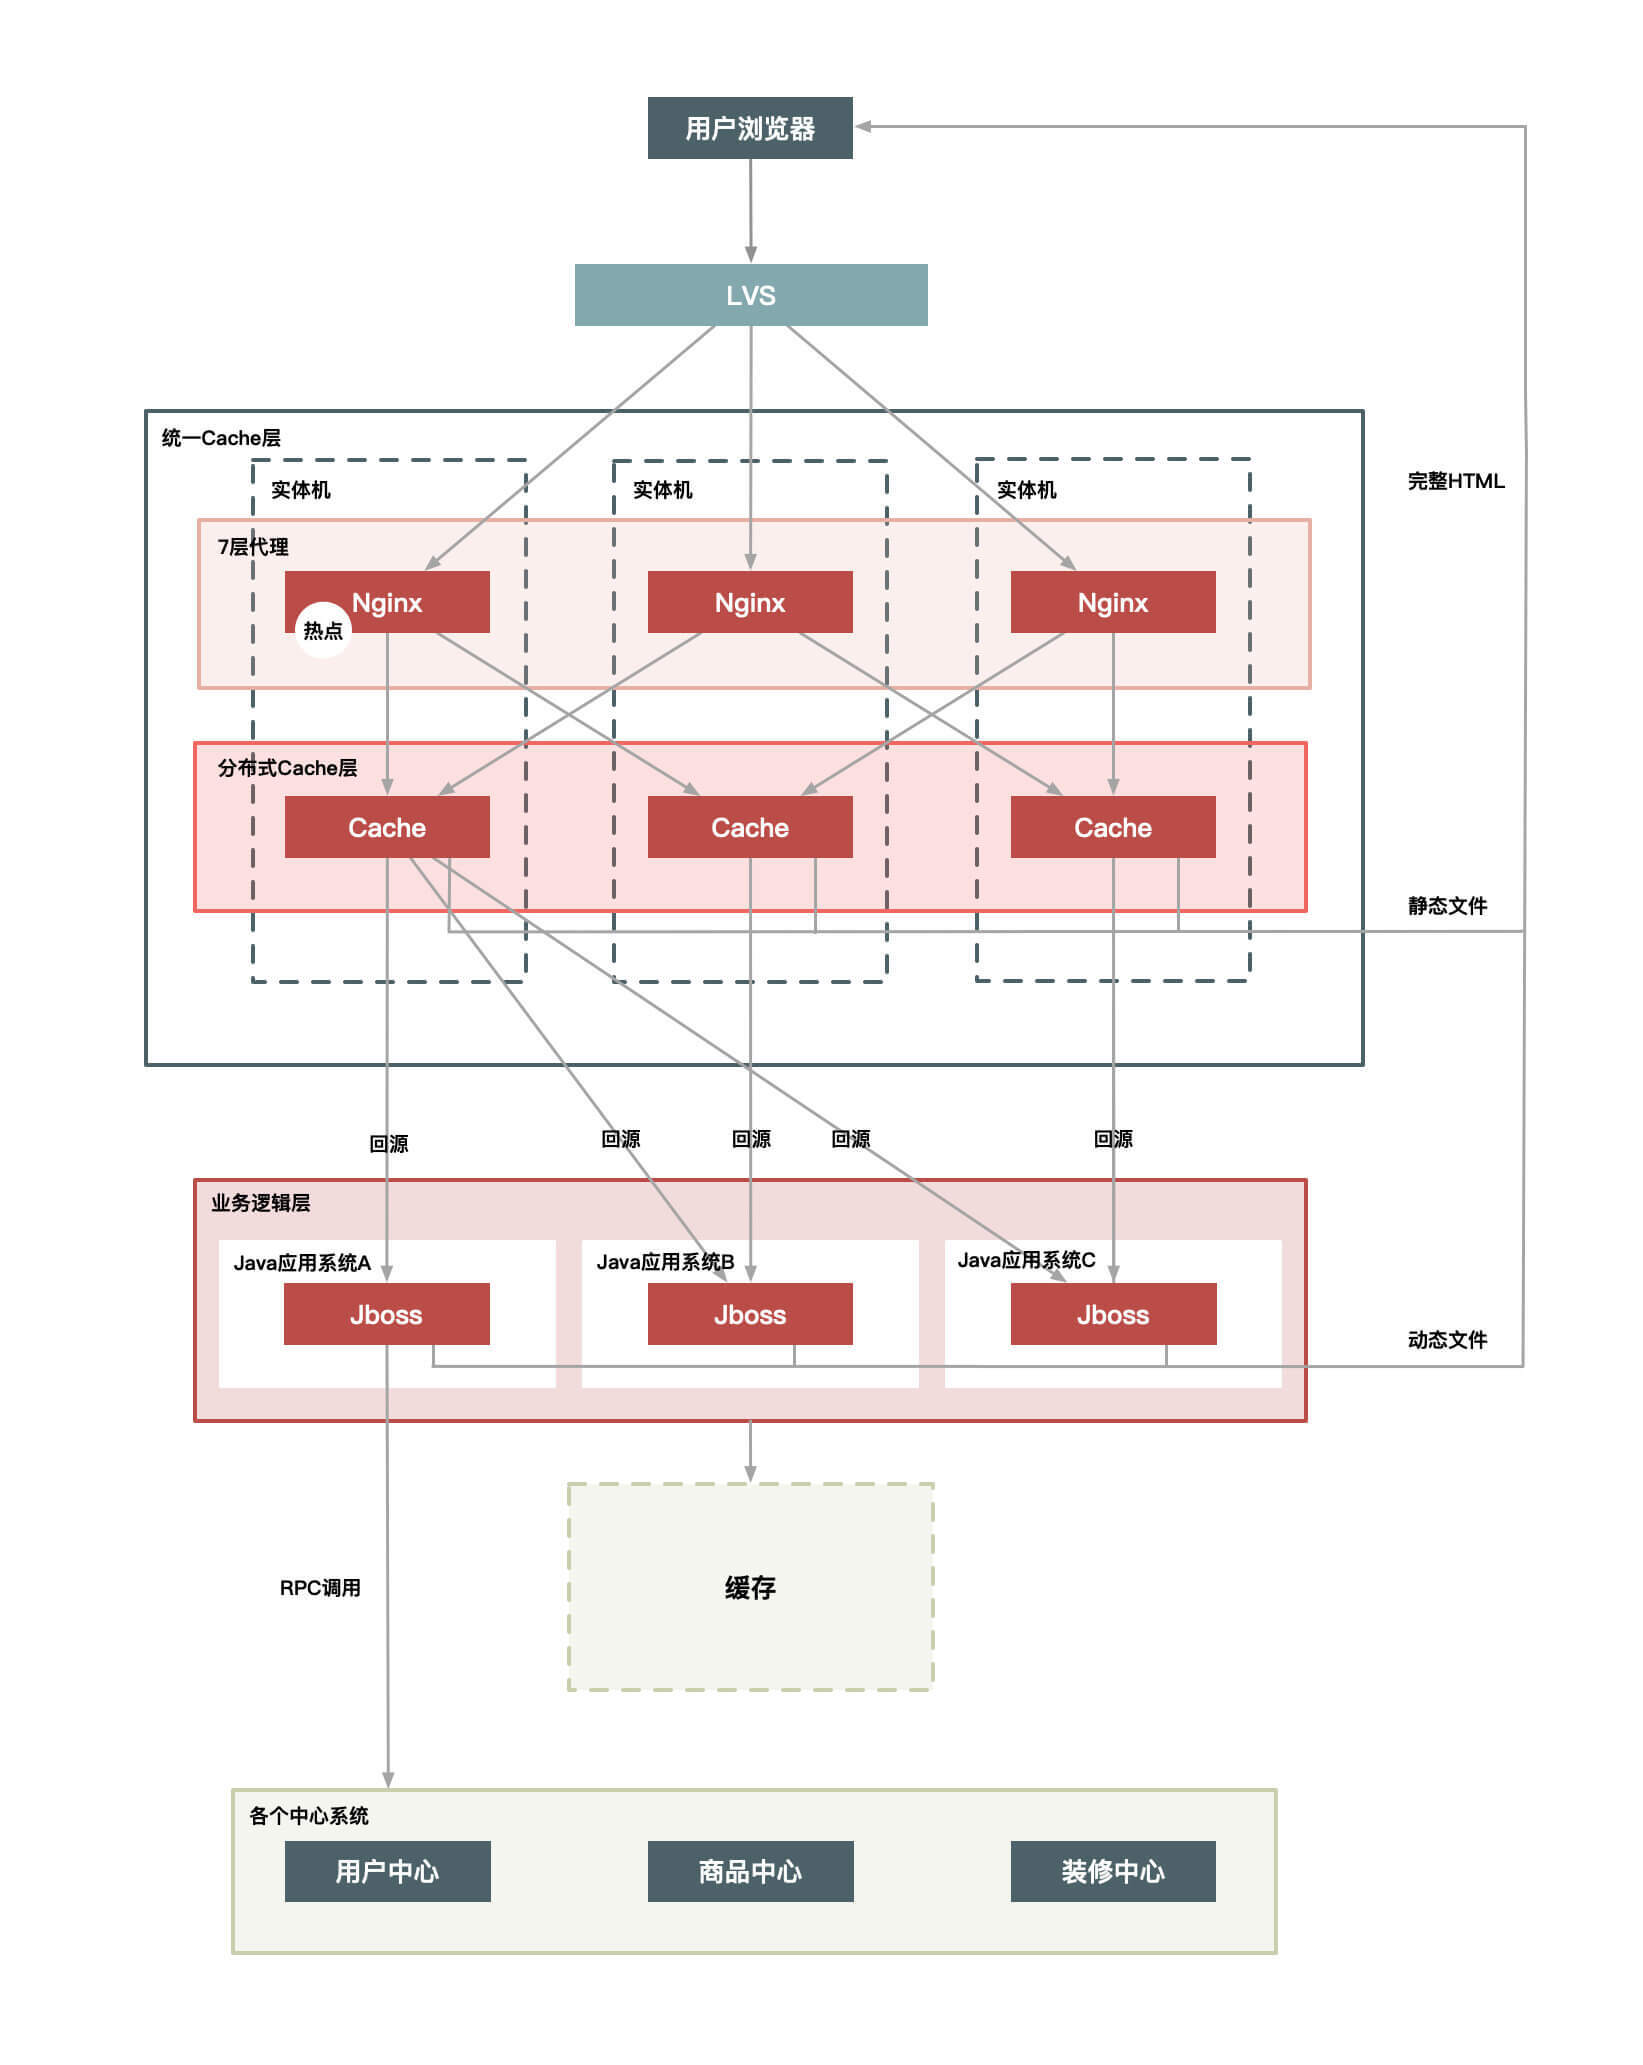 用户浏览器
LVS
统一Cache层
实体机
实体机
实体机
完整HTML
7层代理
Nginx
热点
Nginx
Nginx
分布式Cache层
Cache
Cache
Cache
静态文件
回源
回源
回源
回源
回源
业务逻辑层
Java应用系统A
Java应用系统B
Java应用系统C
Jboss
Jboss
Jboss
动态文件
RPC调用
缓存
各个中心系统
用户中心
商品中心
装修中心